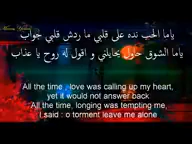 ياما الحب نده على قلبي ما ردش قلبي جواب
ياما الشوق حاول يحايلني و اقول له روح يا عذاب
All the time , love was calling up my heart,
yet it would not answer back
All the time, longing was tempting me,
I said : o torment leave me alone